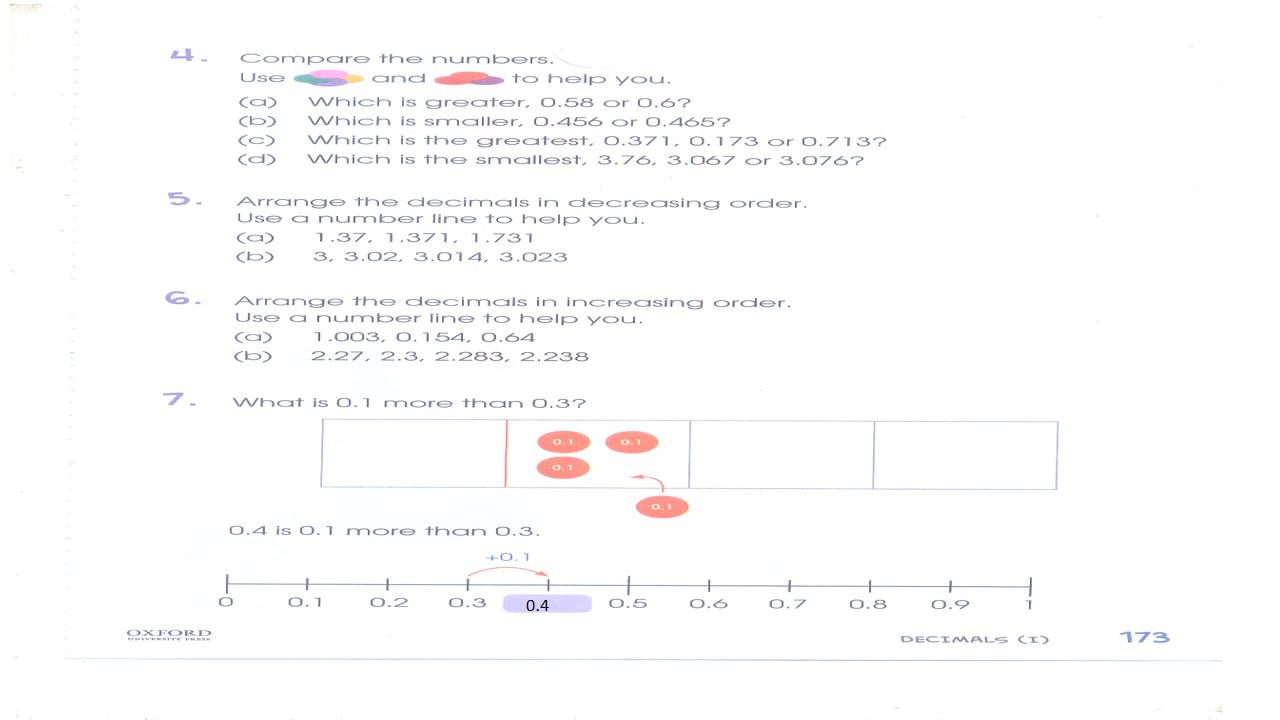 4. Compare the numbers.
Use and to help you.
(a) Which is greater, 0.58 or 0.6?
(b) Which is smaller, 0.456 or 0.465?
(c) Which is the greatest, 0.371, 0.173 or 0.713?
(d) Which is the smallest, 3.76, 3.067 or 3.076?
5. Arrange the decimals in decreasing order.
Use a number line to help you.
(a) 1.37, 1.371, 1.731
(b) 3, 3.02, 3.014, 3.023
6. Arrange the decimals in increasing order.
Use a number line to help you.
(a) 1.003, 0.154, 0.64
(b) 2.27, 2.3, 2.283, 2.238
7. What is 0.1 more than 0.3?
0.1 0.1
0.1
0.1
0.4 is 0.1 more than 0.3.
+0.1
0 0.1 0.2 0.3 0.4 0.5 0.6 0.7 0.8 0.9 1
OXFORD
UNIVERSITY PRESS
DECIMALS (I) 173